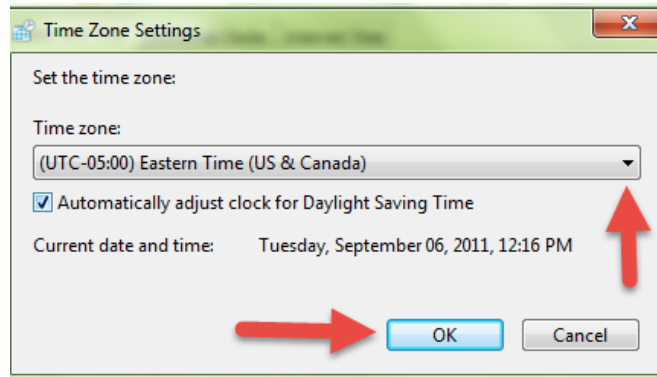 Time Zone Settings
Set the time zone:
Time zone:
(UTC-05:00) Eastern Time (US & Canada)
Automatically adjust clock for Daylight Saving Time
Current date and time: Tuesday, September 06, 2011, 12:16 PM
OK Cancel